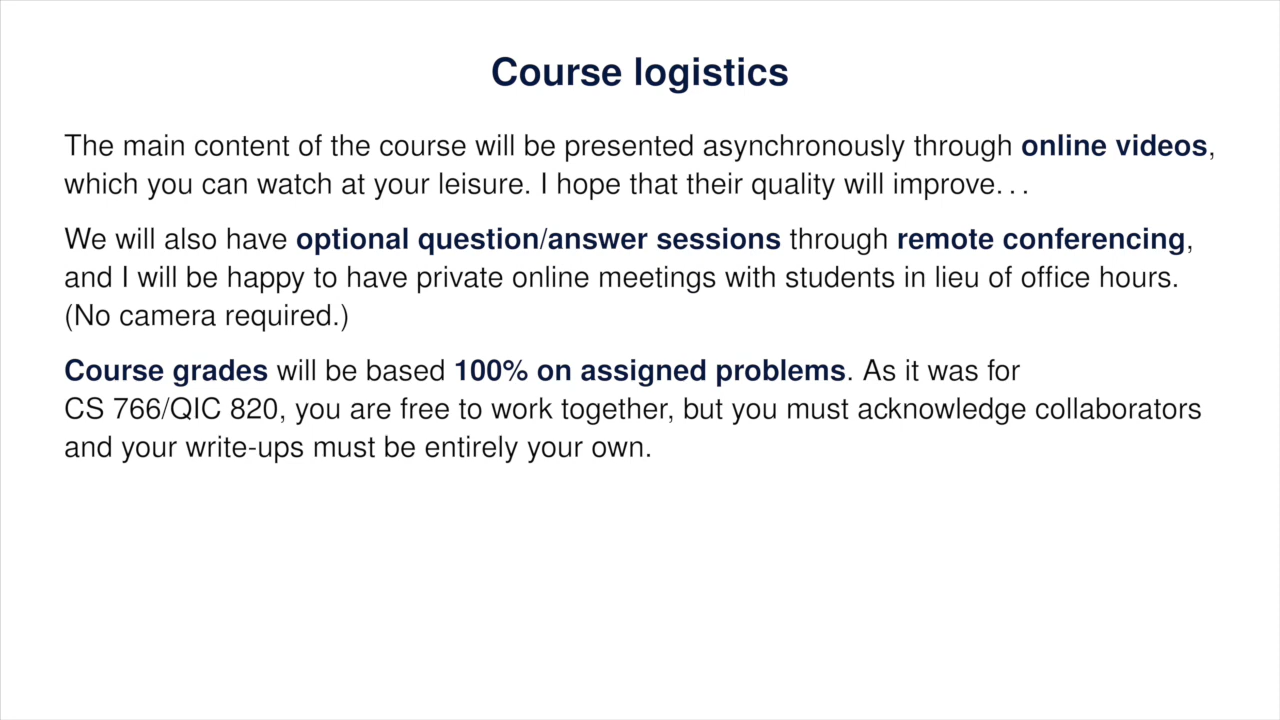 Course logistics
The main content of the course will be presented asynchronously through online videos,
which you can watch at your leisure. I hope that their quality will improve. . .
We will also have optional question/answer sessions through remote conferencing,
and I will be happy to have private online meetings with students in lieu of office hours.
(No camera required.)
Course grades will be based 100% on assigned problems. As it was for
CS 766/QIC 820, you are free to work together, but you must acknowledge collaborators
and your write-ups must be entirely your own.